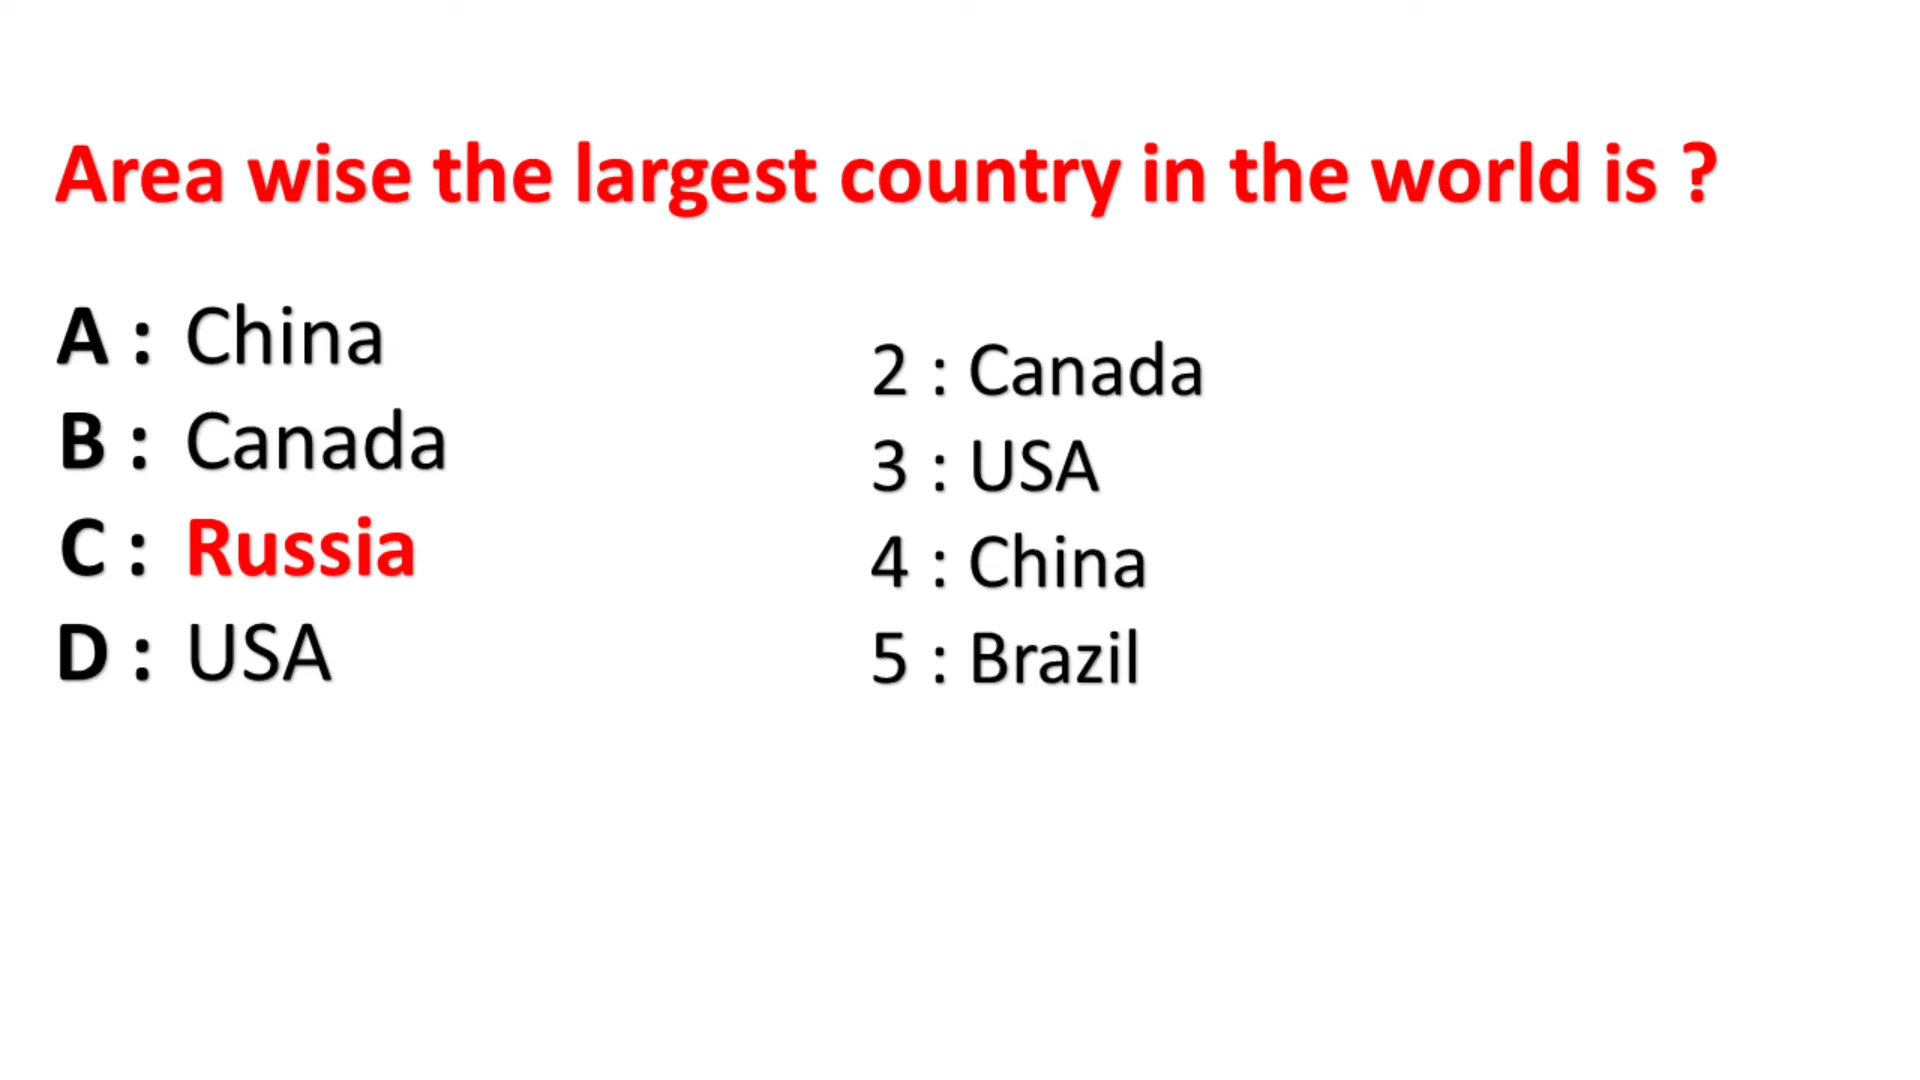 Area wise the largest country in the world is ?
A : China
B : Canada
C : Russia
D : USA
2 : Canada
3 : USA
4 : China
5 : Brazil